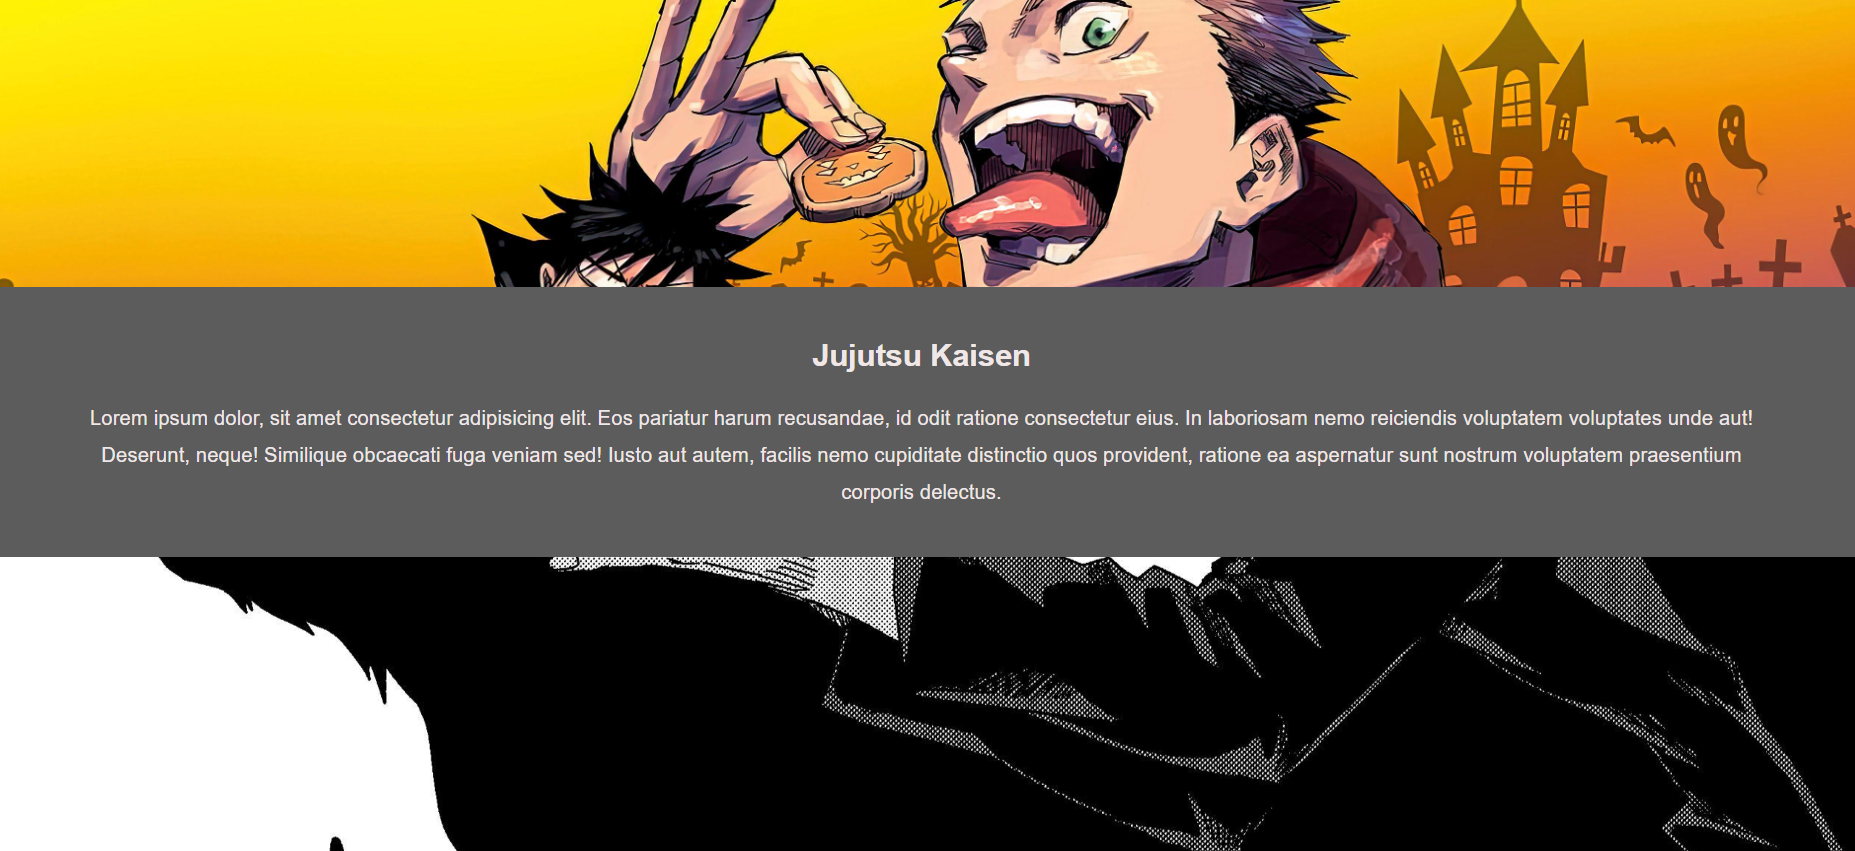 Jujutsu Kaisen
Lorem ipsum dolor, sit amet consectetur adipisicing elit. Eos pariatur harum recusandae, id odit ratione consectetur eius. In laboriosam nemo reiciendis voluptatem voluptates unde aut!
Deserunt, neque! Similique obcaecati fuga veniam sed! Iusto aut autem, facilis nemo cupiditate distinctio quos provident, ratione ea aspernatur sunt nostrum voluptatem praesentium
corporis delectus.